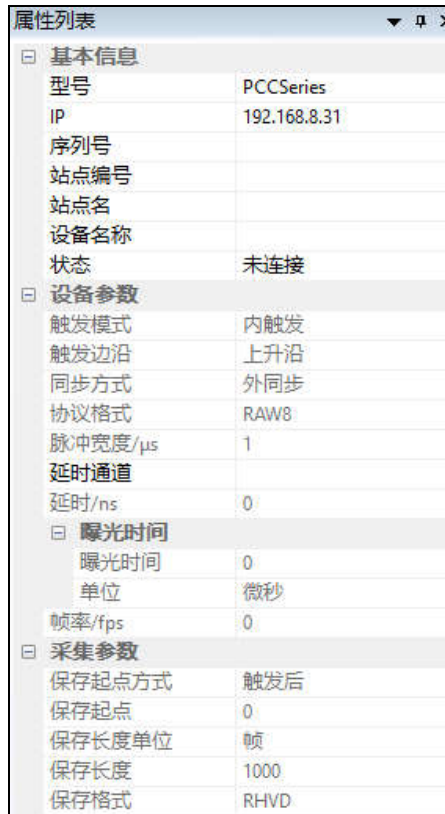 属性列表
基本信息
型号 PCCSeries
IP 192.168.8.31
序列号
站点编号
站点名
设备名称
状态 未连接
设备参数
触发模式 内触发
触发边沿 上升沿
同步方式 外同步
协议格式 RAW8
脉冲宽度/μs 1
延时通道
延时/ns 0
曝光时间
曝光时间 0
单位 微秒
帧率/fps 0
采集参数
保存起点方式 触发后
保存起点 0
保存长度单位 帧
保存长度 1000
保存格式 RHVD